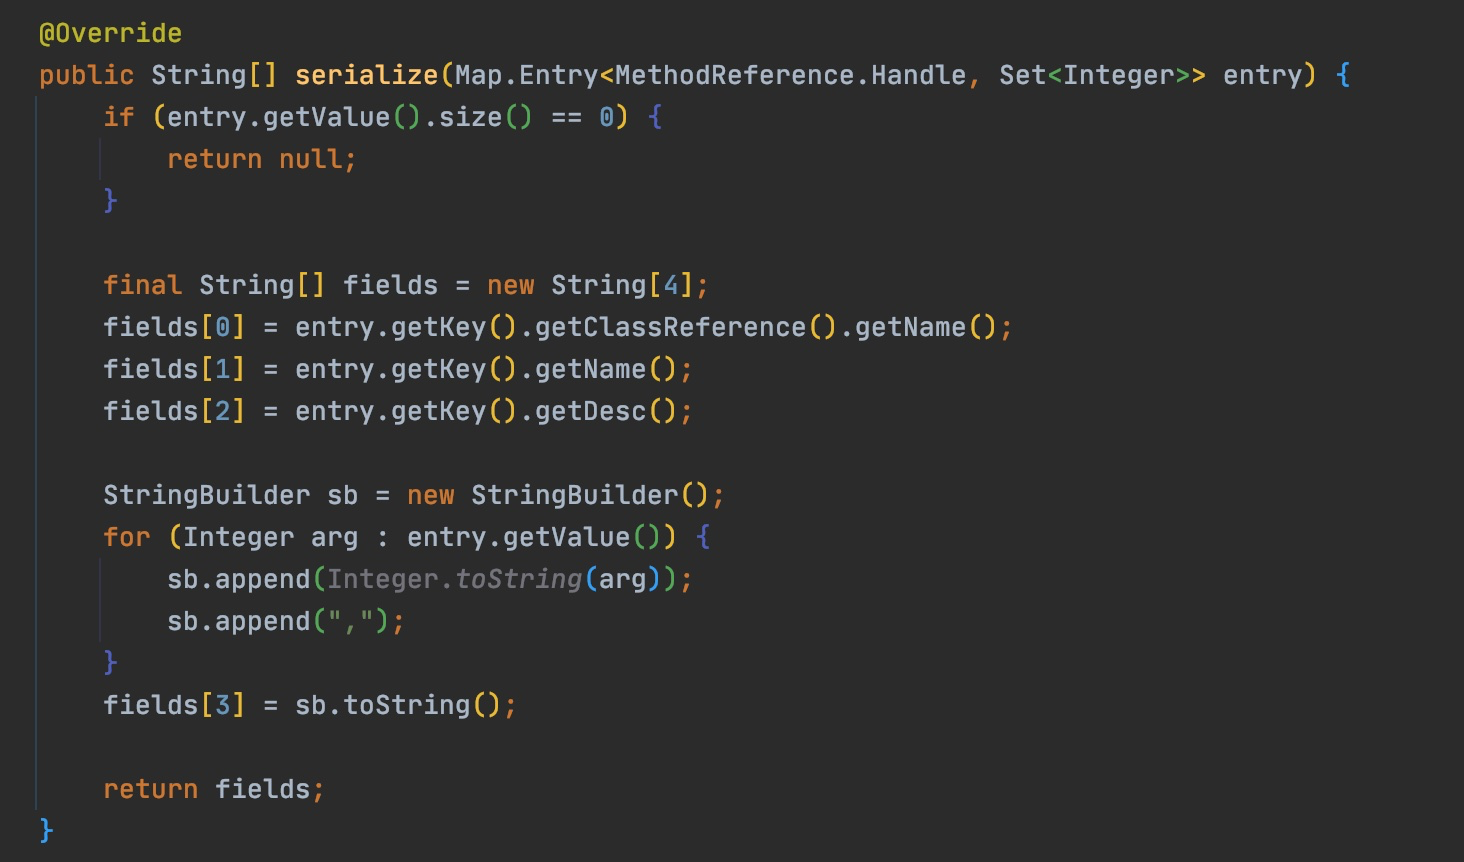 @Override
public String[] serialize(Map.Entry<MethodReference.Handle, Set<Integer>> entry) {
    if (entry.getValue().size() == 0) {
        return null;
    }

    final String[] fields = new String[4];
    fields[0] = entry.getKey().getClassReference().getName();
    fields[1] = entry.getKey().getName();
    fields[2] = entry.getKey().getDesc();

    StringBuilder sb = new StringBuilder();
    for (Integer arg : entry.getValue()) {
        sb.append(Integer.toString(arg));
        sb.append(",");
    }
    fields[3] = sb.toString();

    return fields;
}